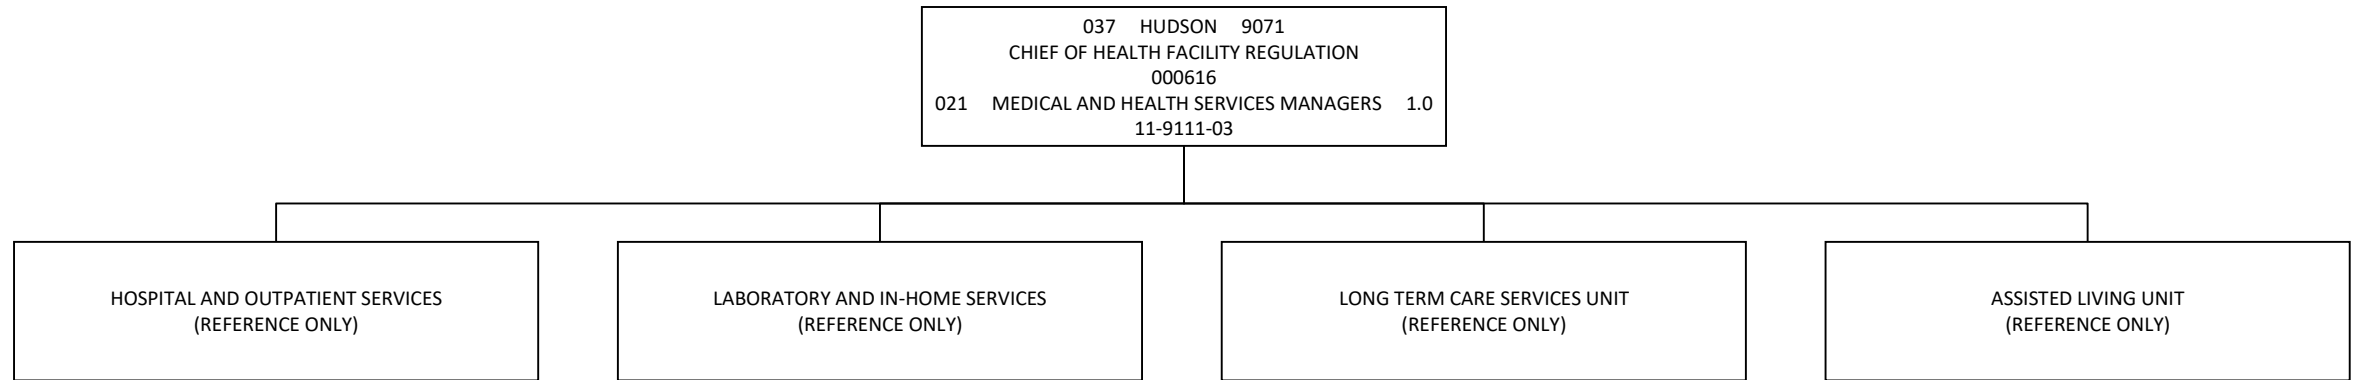 037 HUDSON 9071
CHIEF OF HEALTH FACILITY REGULATION
000616
021 MEDICAL AND HEALTH SERVICES MANAGERS 1.0
11-9111-03
HOSPITAL AND OUTPATIENT SERVICES
(REFERENCE ONLY)
LABORATORY AND IN-HOME SERVICES
(REFERENCE ONLY)
LONG TERM CARE SERVICES UNIT
(REFERENCE ONLY)
ASSISTED LIVING UNIT
(REFERENCE ONLY)